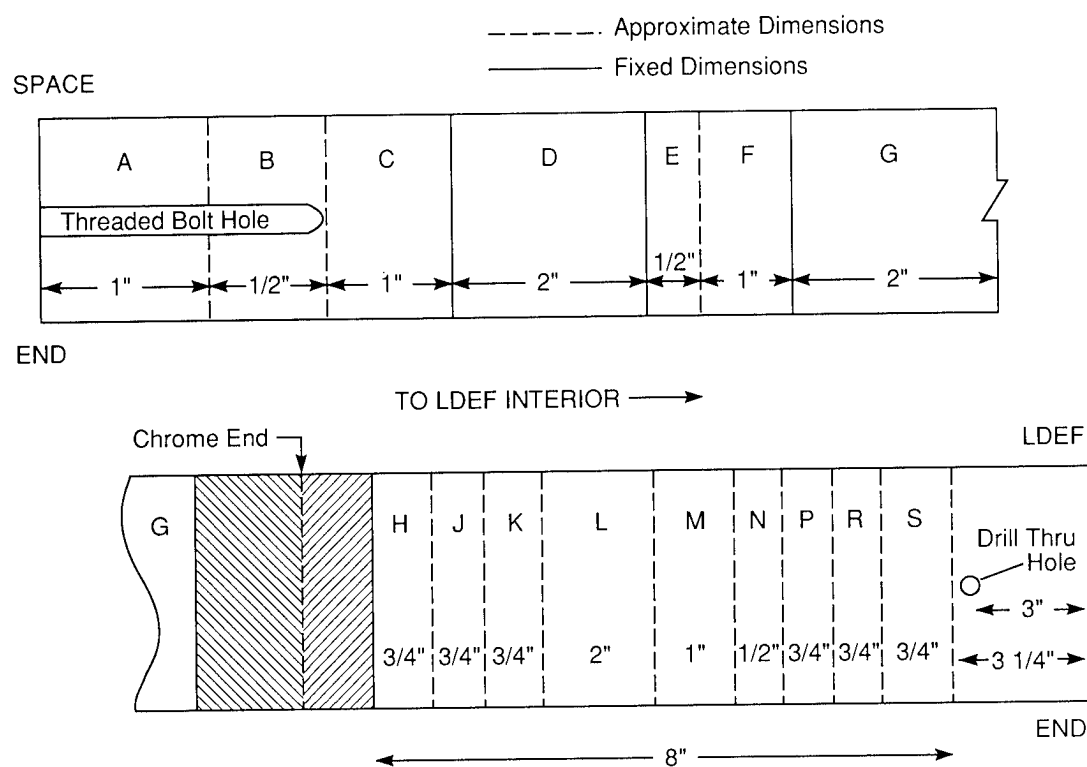 Approximate Dimensions
Fixed Dimensions
SPACE
A B C D E F G
Threaded Bolt Hole
1" 1/2" 1" 2" 1/2" 1" 2"
END
TO LDEF INTERIOR
Chrome End
LDEF
G H J K L M N P R S
Drill Thru
Hole
3"
3/4" 3/4" 3/4" 2" 1" 1/2" 3/4" 3/4" 3/4" 3 1/4"
END
8"